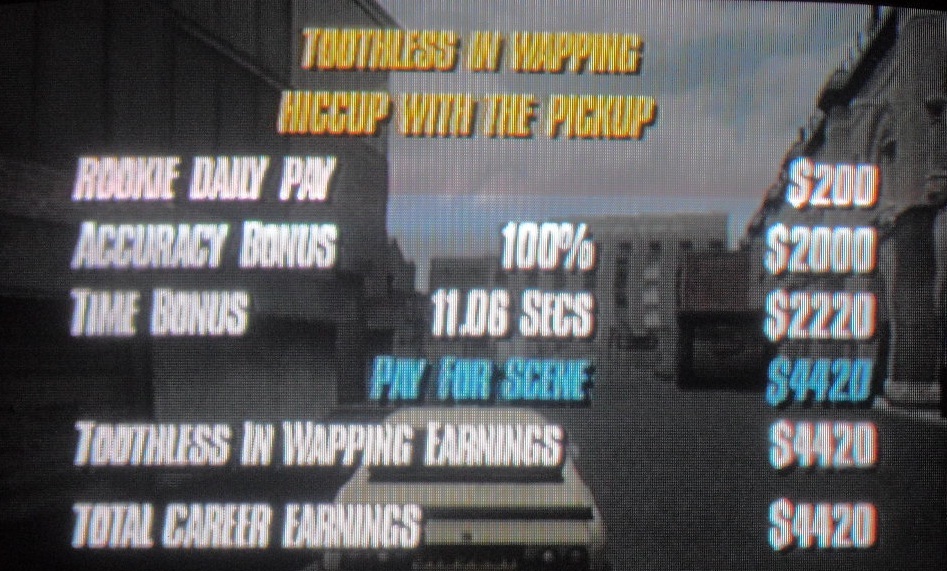 TOOTHLESS IN WAPPING
HICCUP WITH THE PICKUP
ROOKIE DAILY PAY $200
ACCURACY BONUS 100% $2000
TIME BONUS 11.06 SECS $2220
PAY FOR SCENE $4420
TOOTHLESS IN WAPPING EARNINGS $4420
TOTAL CAREER EARNINGS $4420